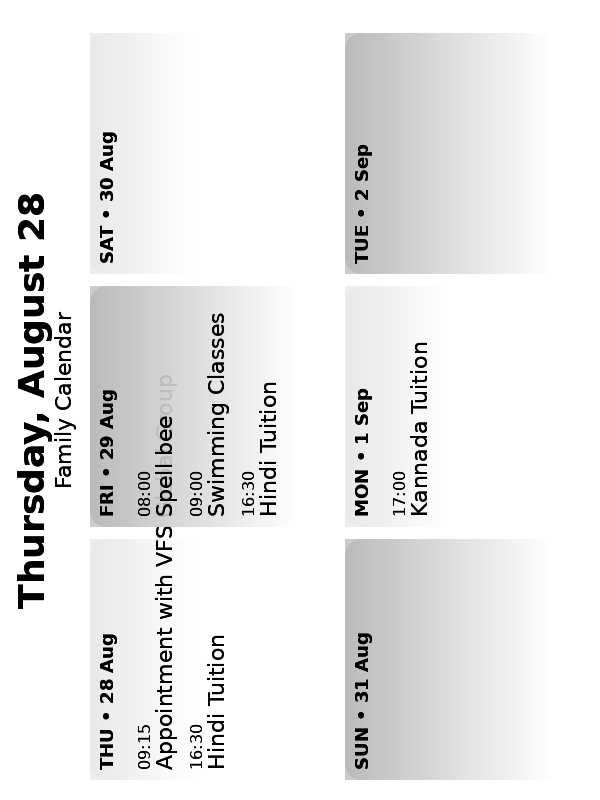 Thursday, August 28
Family Calendar
THU • 28 Aug
09:15
Appointment with VFS
16:30
Hindi Tuition
FRI • 29 Aug
08:00
Spell bee
09:00
Swimming Classes
16:30
Hindi Tuition
SAT • 30 Aug
SUN • 31 Aug
MON • 1 Sep
17:00
Kannada Tuition
TUE • 2 Sep